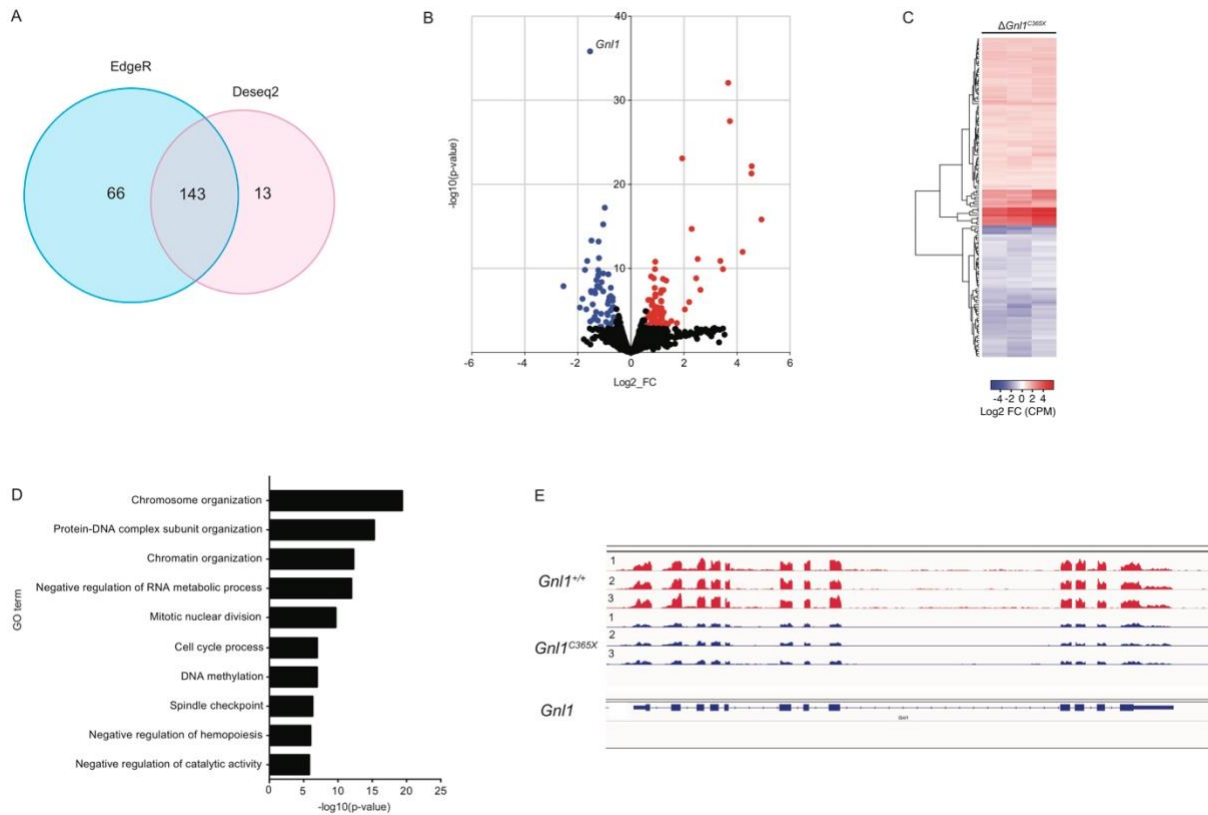 A
EdgeR
Deseq2
66
143
13
B
Gnl1
-log10(p-value)
40
30
20
10
0
-6
-4
-2
0
2
4
6
Log2_FC
C
ΔGnl1C365X
-4 -2 0 2 4
Log2 FC (CPM)
D
GO term
Chromosome organization
Protein-DNA complex subunit organization
Chromatin organization
Negative regulation of RNA metabolic process
Mitotic nuclear division
Cell cycle process
DNA methylation
Spindle checkpoint
Negative regulation of hemopoiesis
Negative regulation of catalytic activity
0 5 10 15 20 25
-log10(p-value)
E
Gnl1+/+
1
2
3
Gnl1C365X
1
2
3
Gnl1
Gnl1